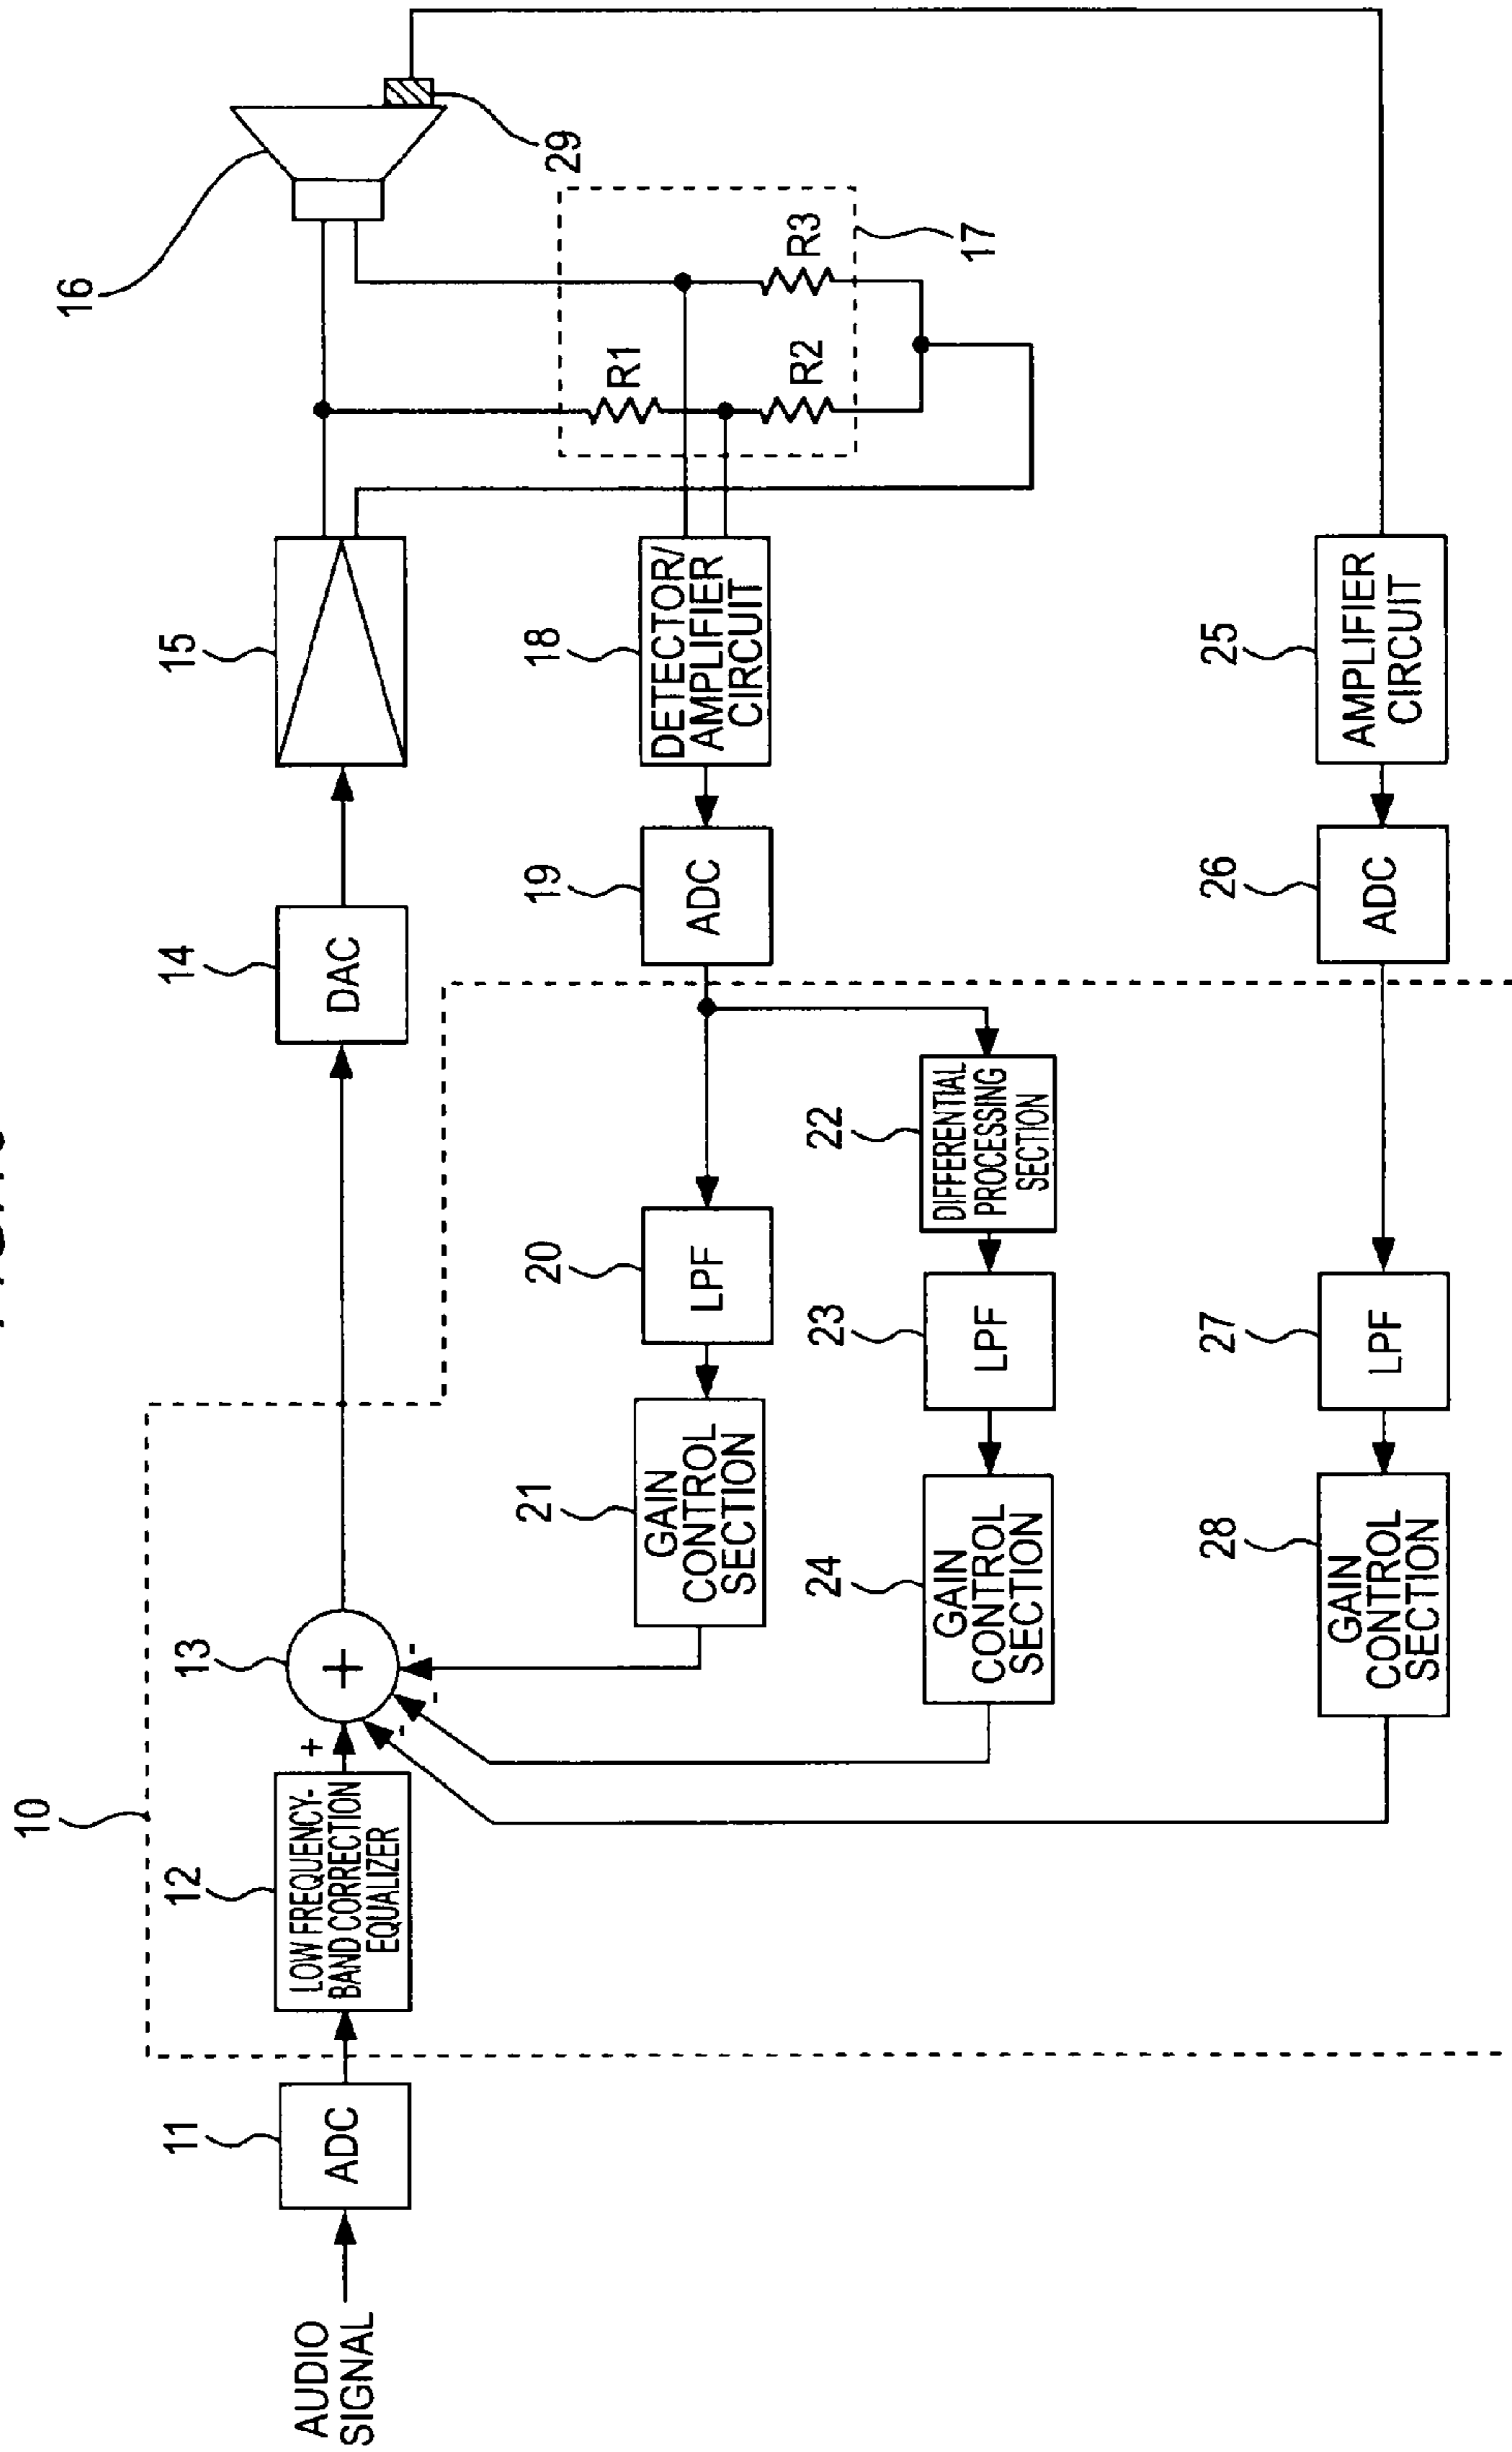 10
11
12
13
14
15
16
AUDIO
SIGNAL
ADC
LOW FREQUENCY-
BAND CORRECTION
EQUALIZER
+
+
-
-
-
DAC
29
17
R1
R2
R3
21
20
19
18
GAIN
CONTROL
SECTION
LPF
ADC
DETECTOR/
AMPLIFIER
CIRCUIT
24
23
22
GAIN
CONTROL
SECTION
LPF
DIFFERENTIAL
PROCESSING
SECTION
28
27
26
25
GAIN
CONTROL
SECTION
LPF
ADC
AMPLIFIER
CIRCUIT